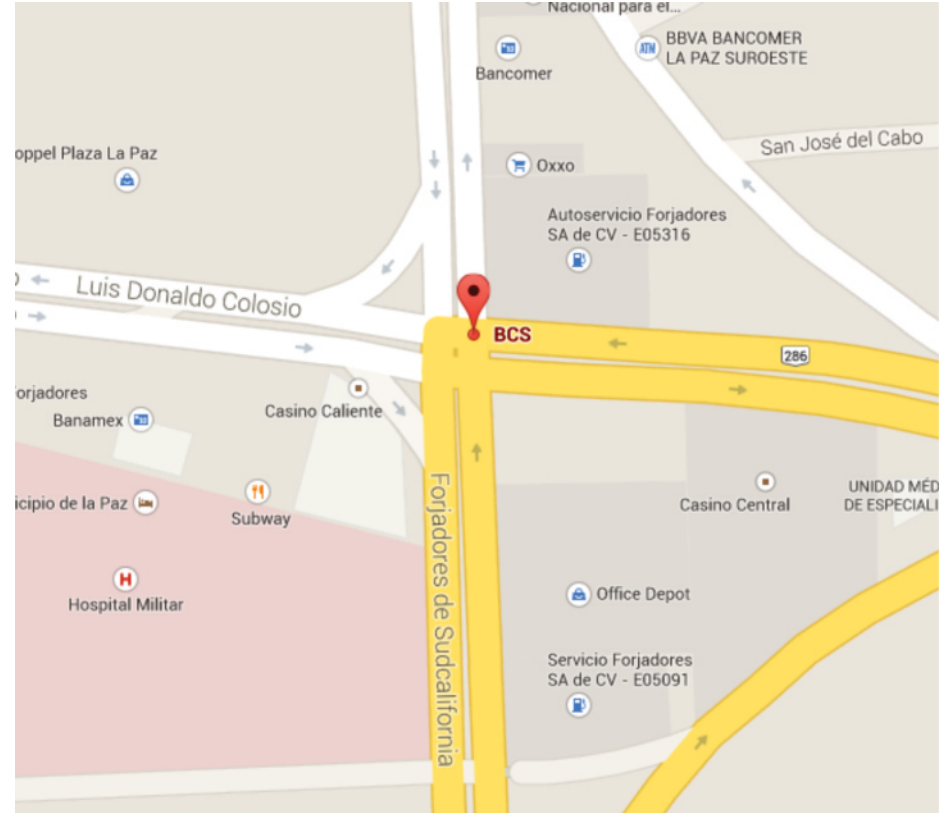 Nacional para el...
BBVA BANCOMER
LA PAZ SUROESTE
Bancomer
San José del Cabo
oppel Plaza La Paz
Oxxo
Autoservicio Forjadores
SA de CV - E05316
Luis Donaldo Colosio
BCS
286
orjadores
Banamex
Casino Caliente
icipio de la Paz
Subway
Casino Central
UNIDAD MÉD
DE ESPECIALI
Forjadores de Sudcalifornia
H
Hospital Militar
Office Depot
Servicio Forjadores
SA de CV - E05091